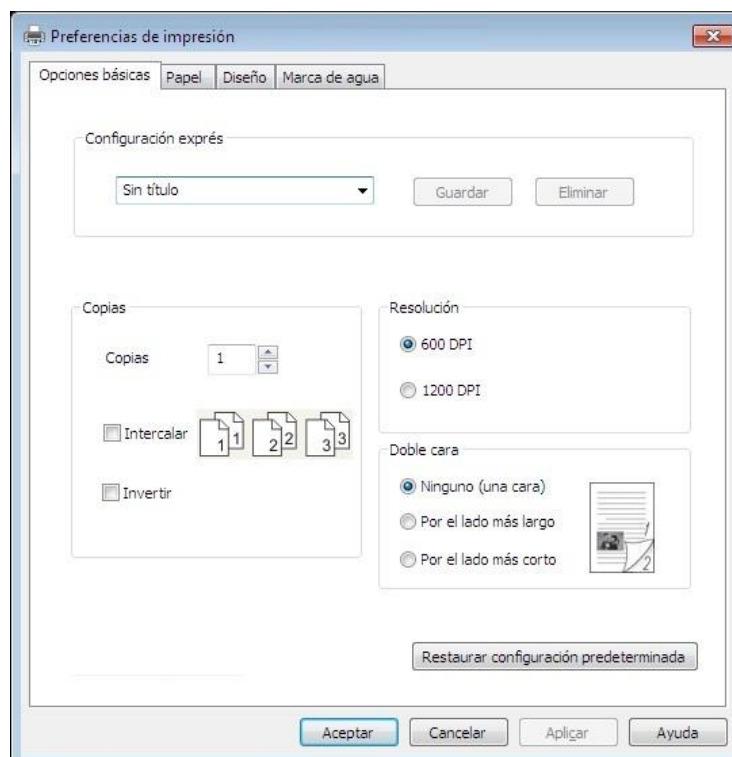 Preferencias de impresión
Opciones básicas Papel Diseño Marca de agua
Configuración exprés
Sin título Guardar Eliminar
Copias
Copias 1
Intercalar 1 1 2 2 3 3
Invertir
Resolución
600 DPI
1200 DPI
Doble cara
Ninguno (una cara)
Por el lado más largo
Por el lado más corto
1
2
Restaurar configuración predeterminada
Aceptar Cancelar Aplicar Ayuda